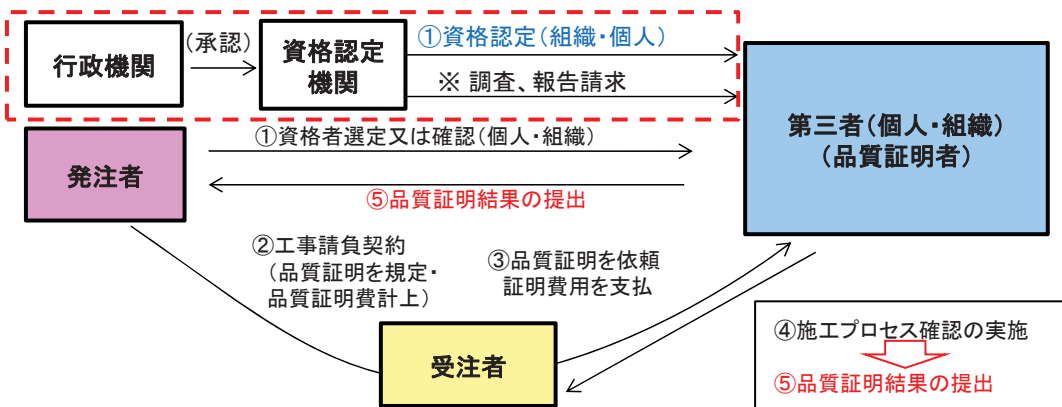 行政機関
(承認)
資格認定
機関
①資格認定(組織・個人)
※ 調査、報告請求
第三者(個人・組織)
(品質証明者)
発注者
①資格者選定又は確認(個人・組織)
⑤品質証明結果の提出
②工事請負契約
(品質証明を規定・
品質証明費計上)
③品質証明を依頼
証明費用を支払
受注者
④施工プロセス確認の実施
⑤品質証明結果の提出